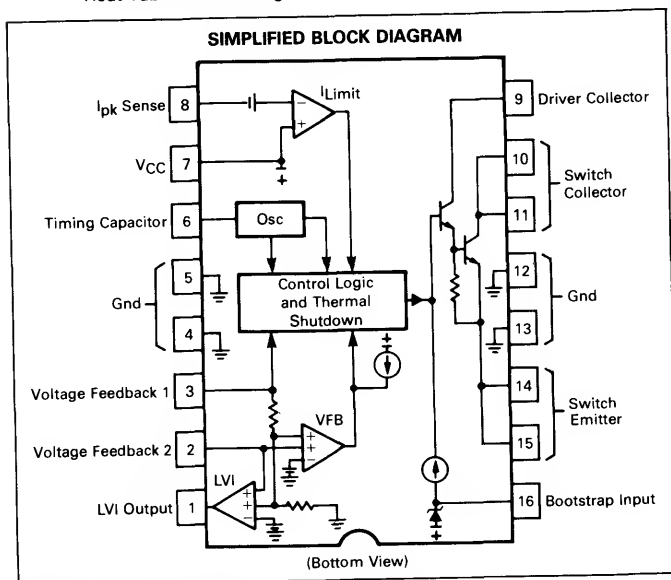 SIMPLIFIED BLOCK DIAGRAM
Ipk Sense
8
ILimit
9
Driver Collector
VCC
7
10
11
Switch
Collector
Timing Capacitor
6
Osc
Gnd
5
4
Control Logic
and Thermal
Shutdown
12
13
Gnd
Voltage Feedback 1
3
14
15
Switch
Emitter
Voltage Feedback 2
2
VFB
LVI Output
1
LVI
16
Bootstrap Input
(Bottom View)